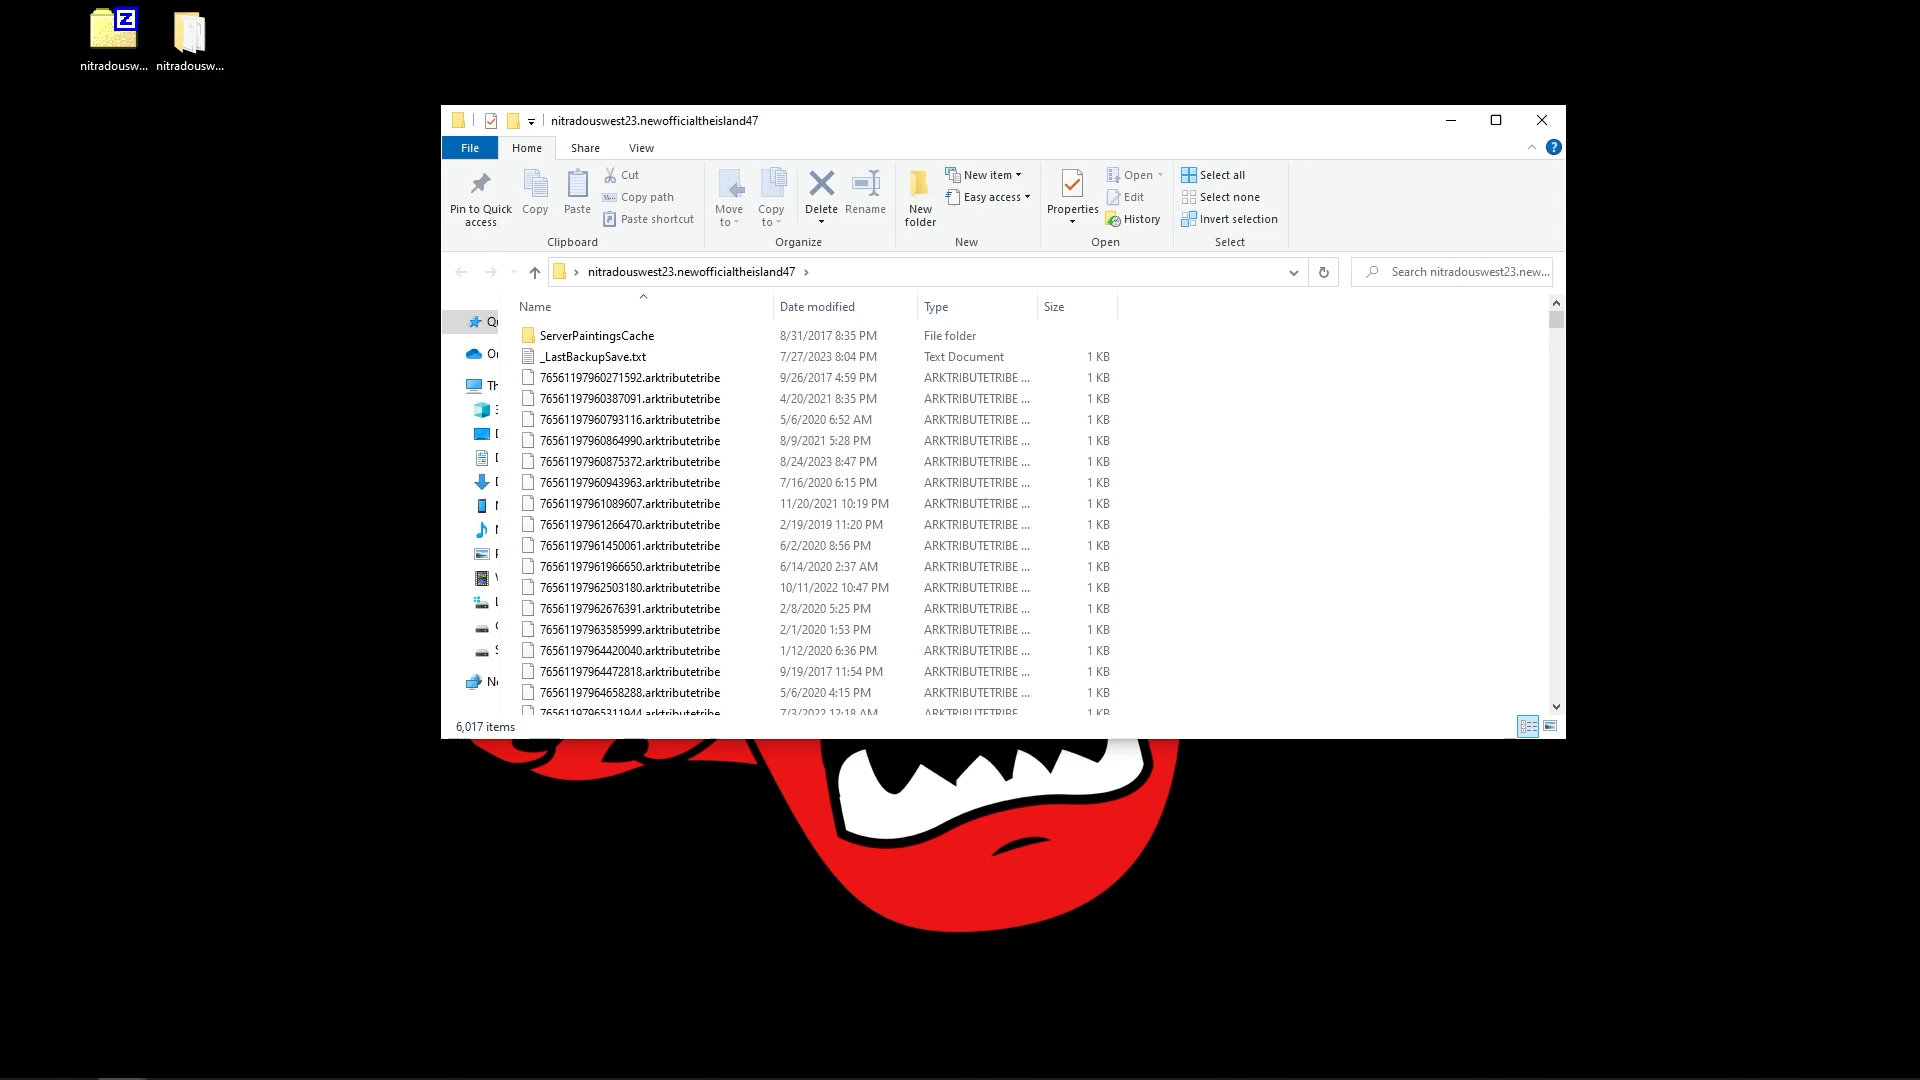 nitradousw... nitradousw...
nitradouswest23.newofficialtheisland47
File Home Share View
Pin to Quick access
Copy
Paste
Cut
Copy path
Paste shortcut
Clipboard
Move to
Copy to
Delete
Rename
Organize
New folder
New item
Easy access
New
Properties
Open
Edit
History
Open
Select all
Select none
Invert selection
Select
nitradouswest23.newofficialtheisland47
Search nitradouswest23.new...
Name Date modified Type Size
ServerPaintingsCache 8/31/2017 8:35 PM File folder
_LastBackupSave.txt 7/27/2023 8:04 PM Text Document 1 KB
76561197960271592.arktributetribe 9/26/2017 4:59 PM ARKTRIBUTETRIBE ... 1 KB
76561197960387091.arktributetribe 4/20/2021 8:35 PM ARKTRIBUTETRIBE ... 1 KB
76561197960793116.arktributetribe 5/6/2020 6:52 AM ARKTRIBUTETRIBE ... 1 KB
76561197960864990.arktributetribe 8/9/2021 5:28 PM ARKTRIBUTETRIBE ... 1 KB
76561197960875372.arktributetribe 8/24/2023 8:47 PM ARKTRIBUTETRIBE ... 1 KB
76561197960943963.arktributetribe 7/16/2020 6:15 PM ARKTRIBUTETRIBE ... 1 KB
76561197961089607.arktributetribe 11/20/2021 10:19 PM ARKTRIBUTETRIBE ... 1 KB
76561197961266470.arktributetribe 2/19/2019 11:20 PM ARKTRIBUTETRIBE ... 1 KB
76561197961450061.arktributetribe 6/2/2020 8:56 PM ARKTRIBUTETRIBE ... 1 KB
76561197961966650.arktributetribe 6/14/2020 2:37 AM ARKTRIBUTETRIBE ... 1 KB
76561197962503180.arktributetribe 10/11/2022 10:47 PM ARKTRIBUTETRIBE ... 1 KB
76561197962676391.arktributetribe 2/8/2020 5:25 PM ARKTRIBUTETRIBE ... 1 KB
76561197963585999.arktributetribe 2/1/2020 1:53 PM ARKTRIBUTETRIBE ... 1 KB
76561197964420040.arktributetribe 1/12/2020 6:36 PM ARKTRIBUTETRIBE ... 1 KB
76561197964472818.arktributetribe 9/19/2017 11:54 PM ARKTRIBUTETRIBE ... 1 KB
76561197964658288.arktributetribe 5/6/2020 4:15 PM ARKTRIBUTETRIBE ... 1 KB
76561197965311944.arktributetribe 7/3/2022 12:18 AM ARKTRIBUTETRIBE 1 KB
6,017 items